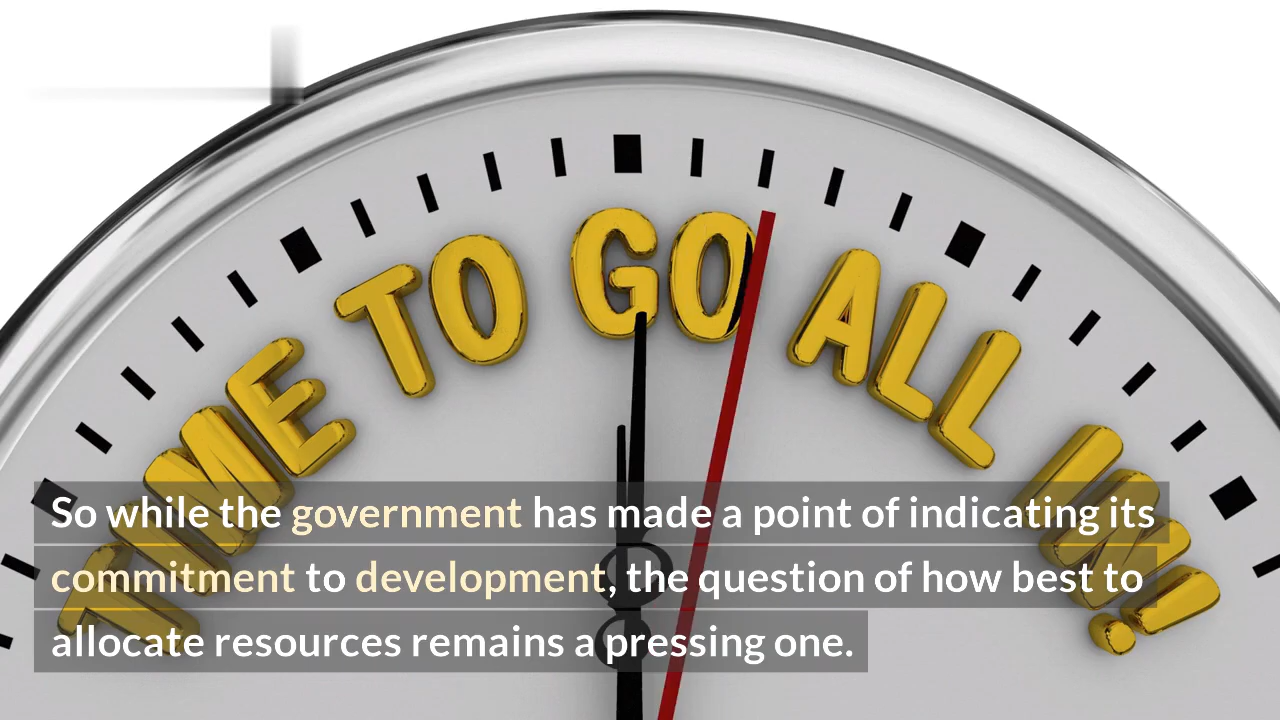 TIME TO GO ALL IN!
So while the government has made a point of indicating its
commitment to development, the question of how best to
allocate resources remains a pressing one.